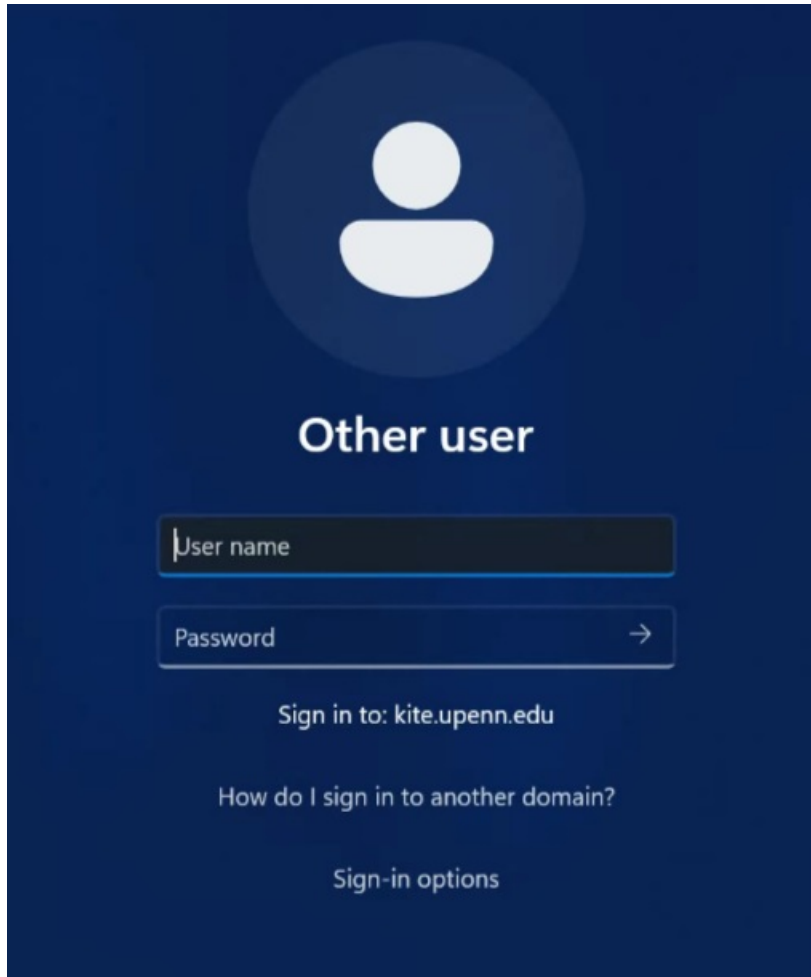 Other user
User name
Password
Sign in to: kite.upenn.edu
How do I sign in to another domain?
Sign-in options